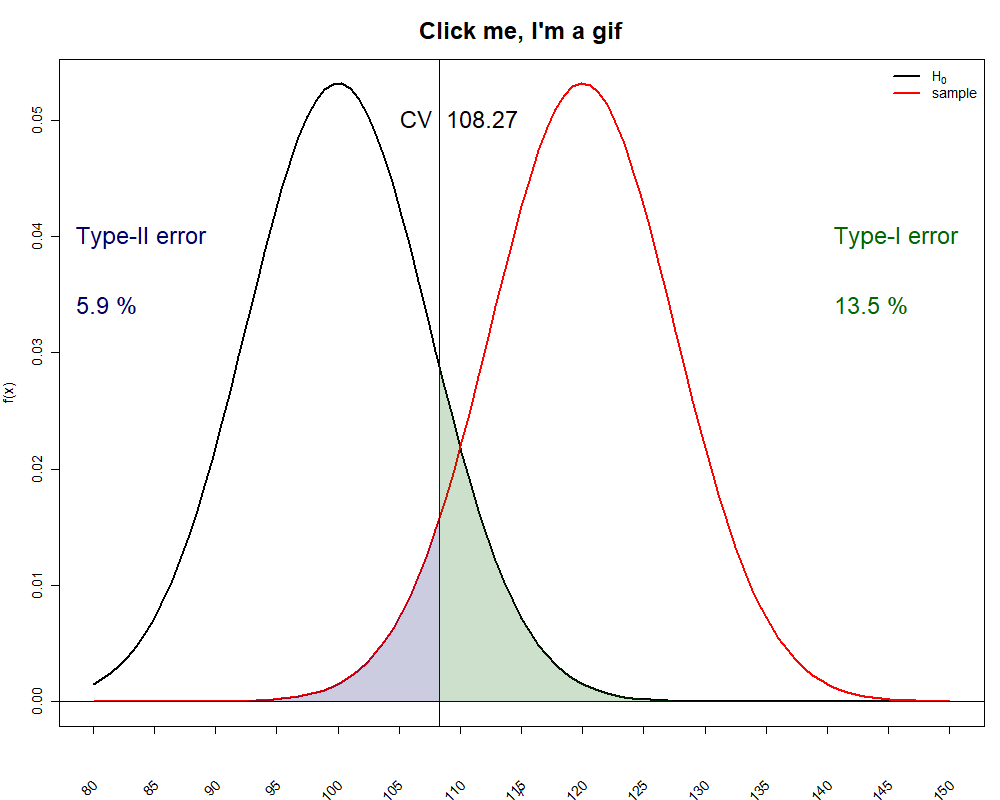 Click me, I'm a gif
H₀
sample
CV 108.27
Type-II error
Type-I error
5.9 %
13.5 %
f(x)
0.05
0.04
0.03
0.02
0.01
0.00
80 85 90 95 100 105 110 115 120 125 130 135 140 145 150